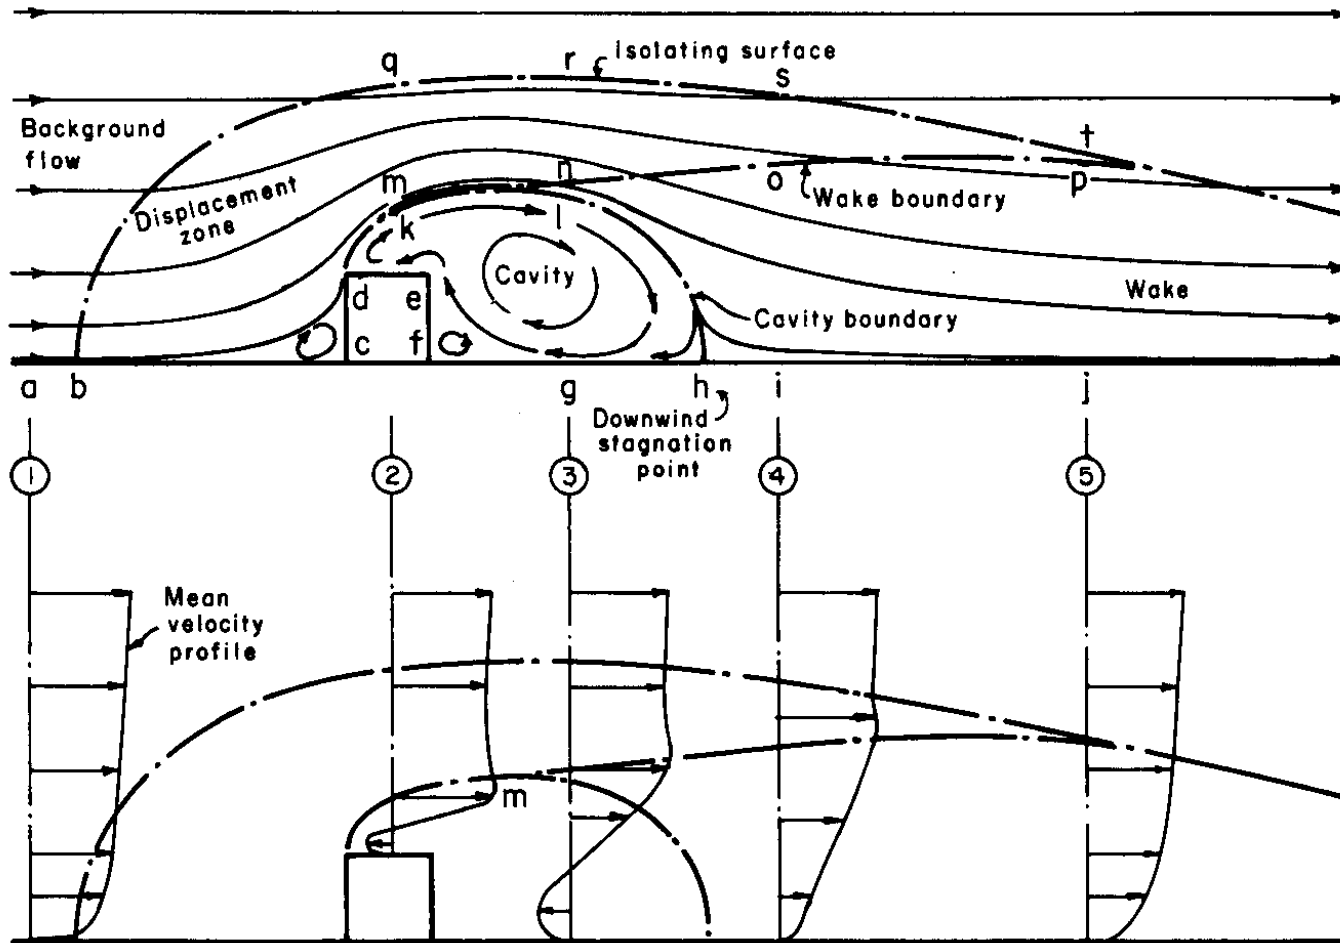 Isolating surface
q r s
Background
flow
Displacement
zone
t
m n o p
Wake boundary
k l
Cavity
Wake
d e
Cavity boundary
c f
a b g h i j
Downwind
stagnation
point
1 2 3 4 5
Mean
velocity
profile
m